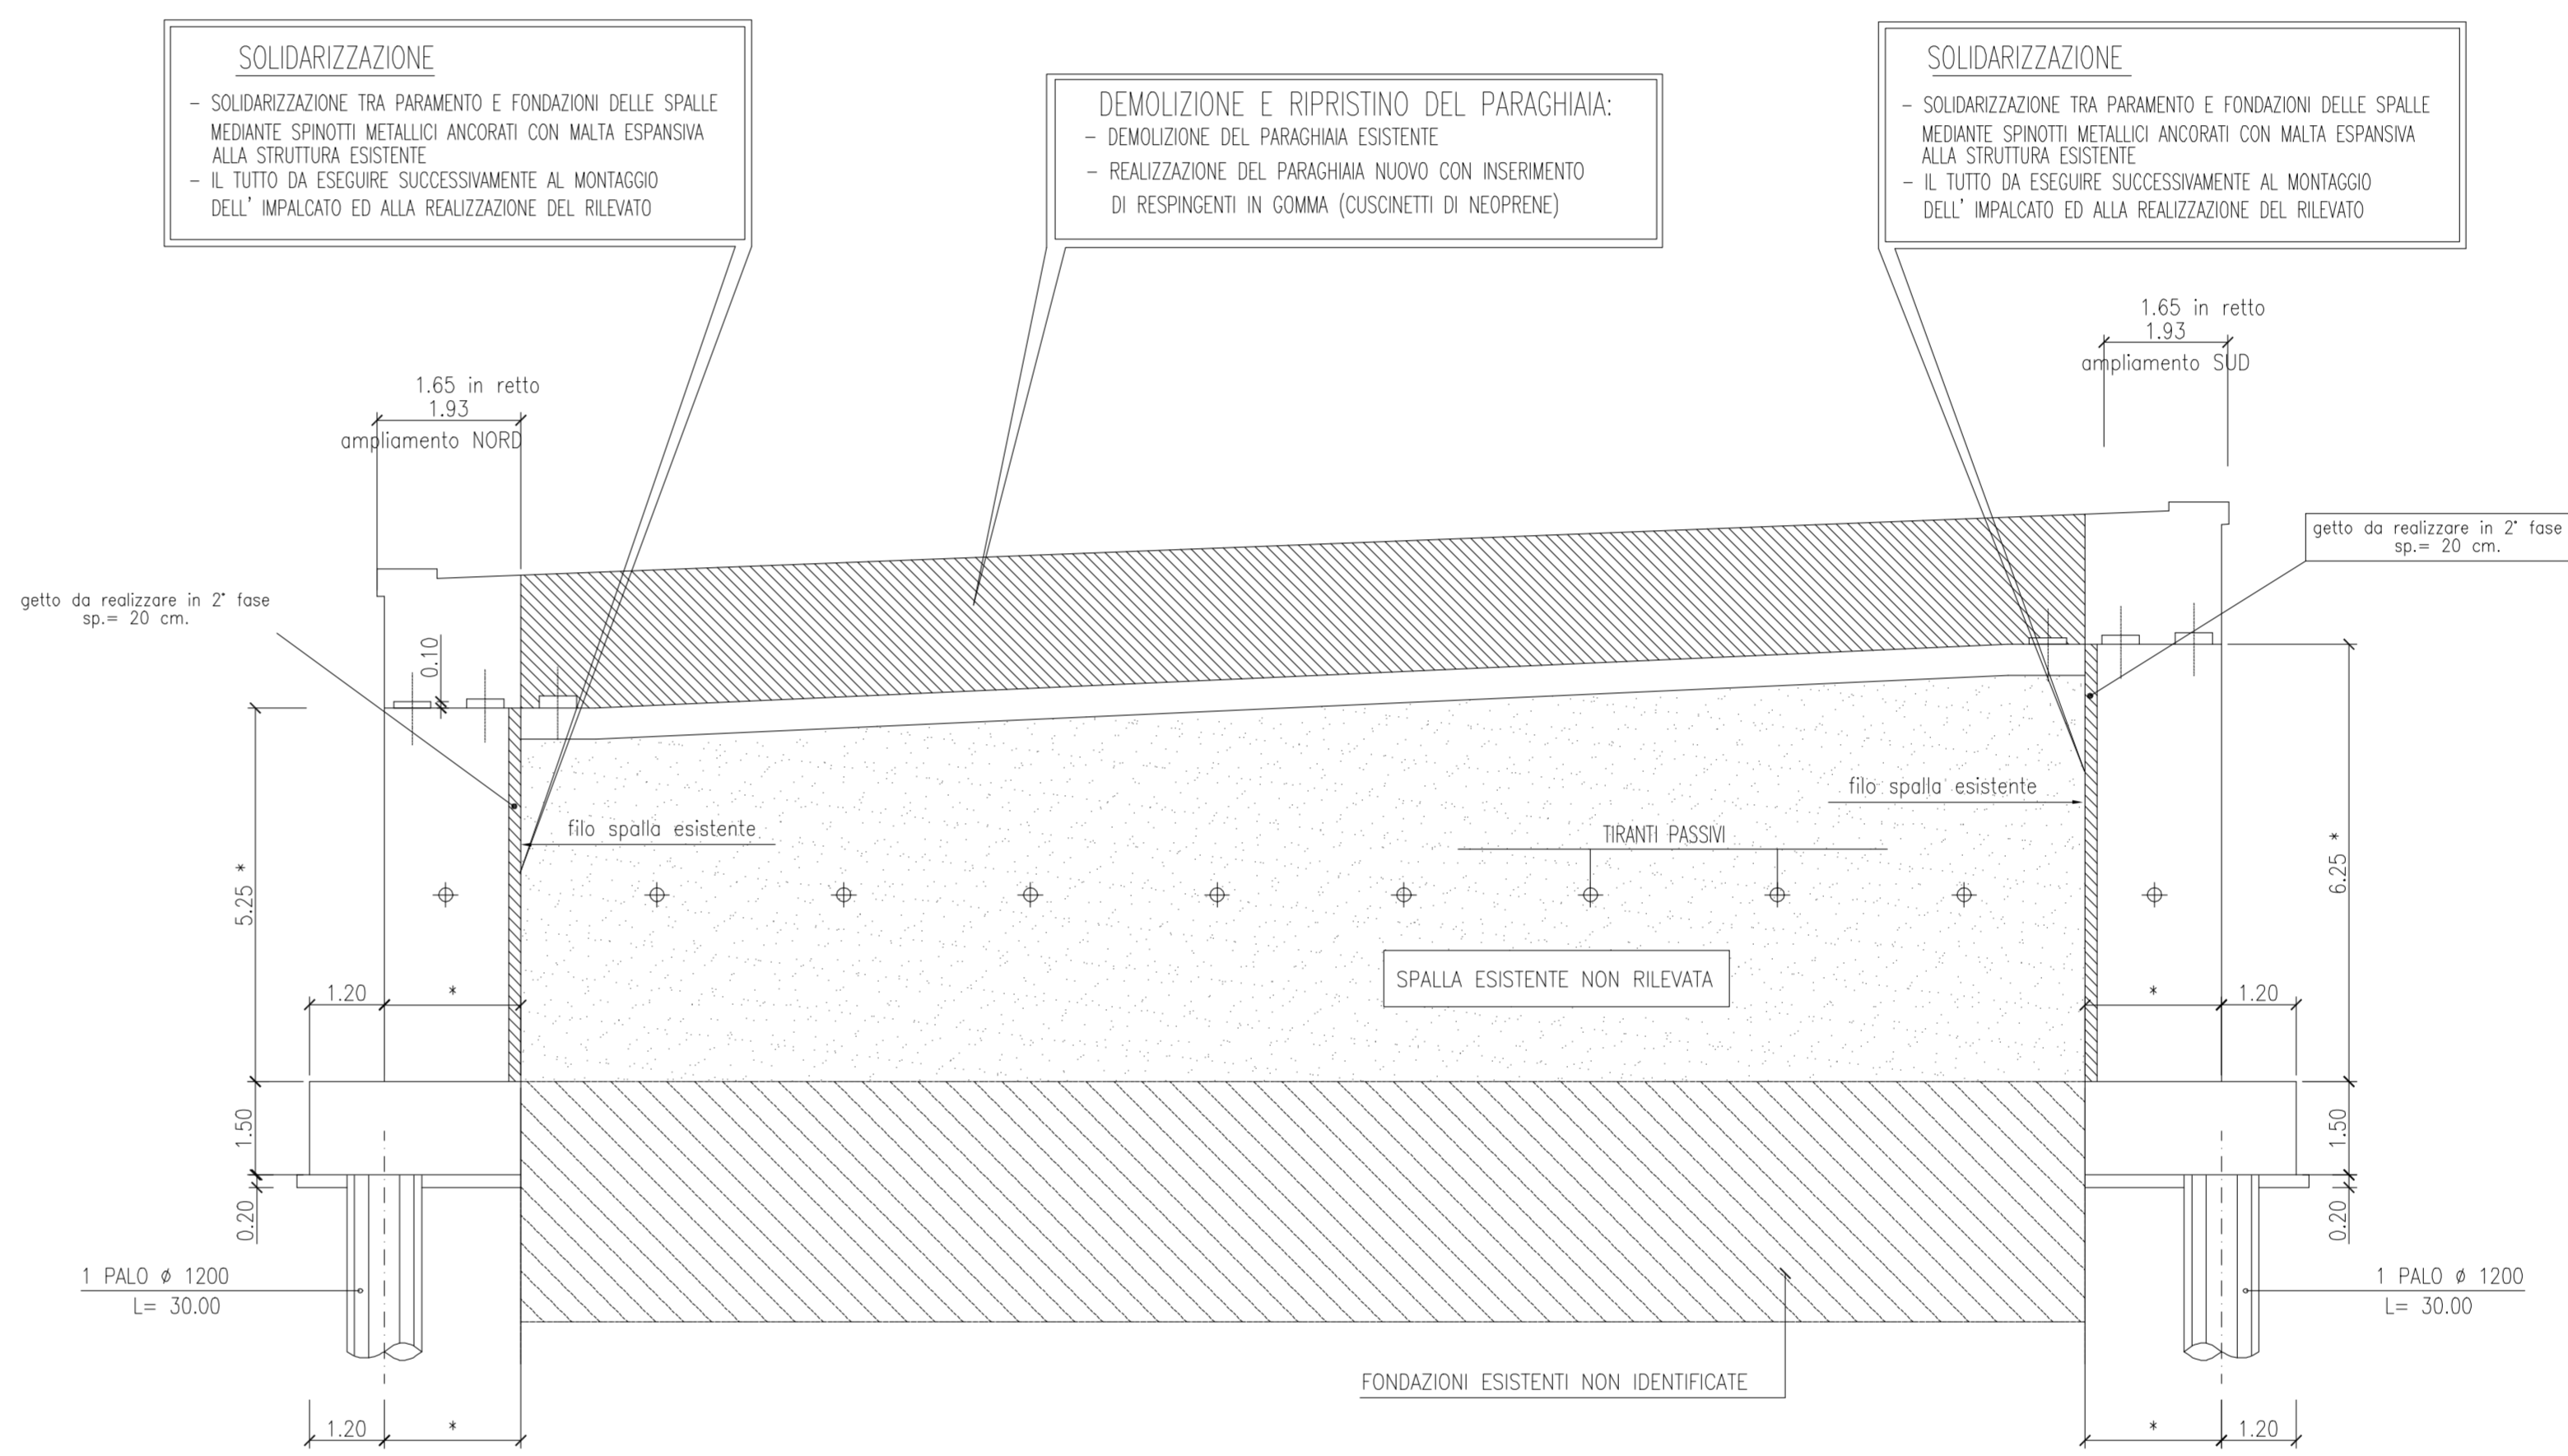 SOLIDARIZZAZIONE
- SOLIDARIZZAZIONE TRA PARAMENTO E FONDAZIONI DELLE SPALLE
MEDIANTE SPINOTTI METALLICI ANCORATI CON MALTA ESPANSIVA
ALLA STRUTTURA ESISTENTE
- IL TUTTO DA ESEGUIRE SUCCESSIVAMENTE AL MONTAGGIO
DELL' IMPALCATO ED ALLA REALIZZAZIONE DEL RILEVATO
DEMOLIZIONE E RIPRISTINO DEL PARAGHIAIA:
- DEMOLIZIONE DEL PARAGHIAIA ESISTENTE
- REALIZZAZIONE DEL PARAGHIAIA NUOVO CON INSERIMENTO
DI RESPINGENTI IN GOMMA (CUSCINETTI DI NEOPRENE)
SOLIDARIZZAZIONE
- SOLIDARIZZAZIONE TRA PARAMENTO E FONDAZIONI DELLE SPALLE
MEDIANTE SPINOTTI METALLICI ANCORATI CON MALTA ESPANSIVA
ALLA STRUTTURA ESISTENTE
- IL TUTTO DA ESEGUIRE SUCCESSIVAMENTE AL MONTAGGIO
DELL' IMPALCATO ED ALLA REALIZZAZIONE DEL RILEVATO
1.65 in retto
1.93
ampliamento SUD
1.65 in retto
1.93
ampliamento NORD
getto da realizzare in 2° fase
sp.= 20 cm.
getto da realizzare in 2° fase
sp.= 20 cm.
0.10
filo spalla esistente
filo spalla esistente
TIRANTI PASSIVI
5.25 *
6.25 *
SPALLA ESISTENTE NON RILEVATA
1.20
*
*
1.20
1.50
1.50
0.20
0.20
1 PALO ø 1200
L= 30.00
1 PALO ø 1200
L= 30.00
FONDAZIONI ESISTENTI NON IDENTIFICATE
1.20
*
*
1.20